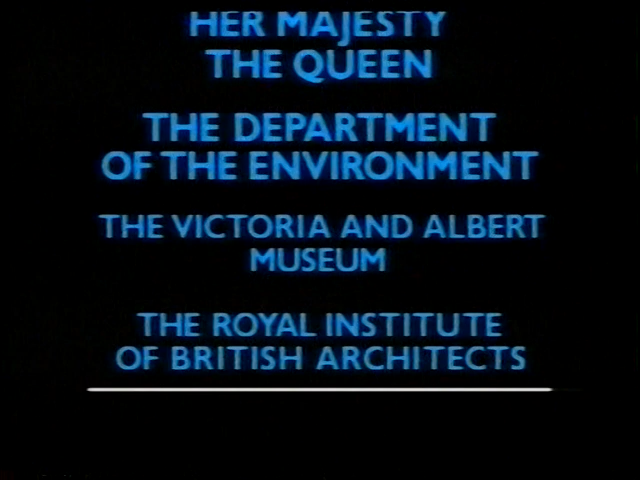 HER MAJESTY
THE QUEEN
THE DEPARTMENT
OF THE ENVIRONMENT
THE VICTORIA AND ALBERT
MUSEUM
THE ROYAL INSTITUTE
OF BRITISH ARCHITECTS